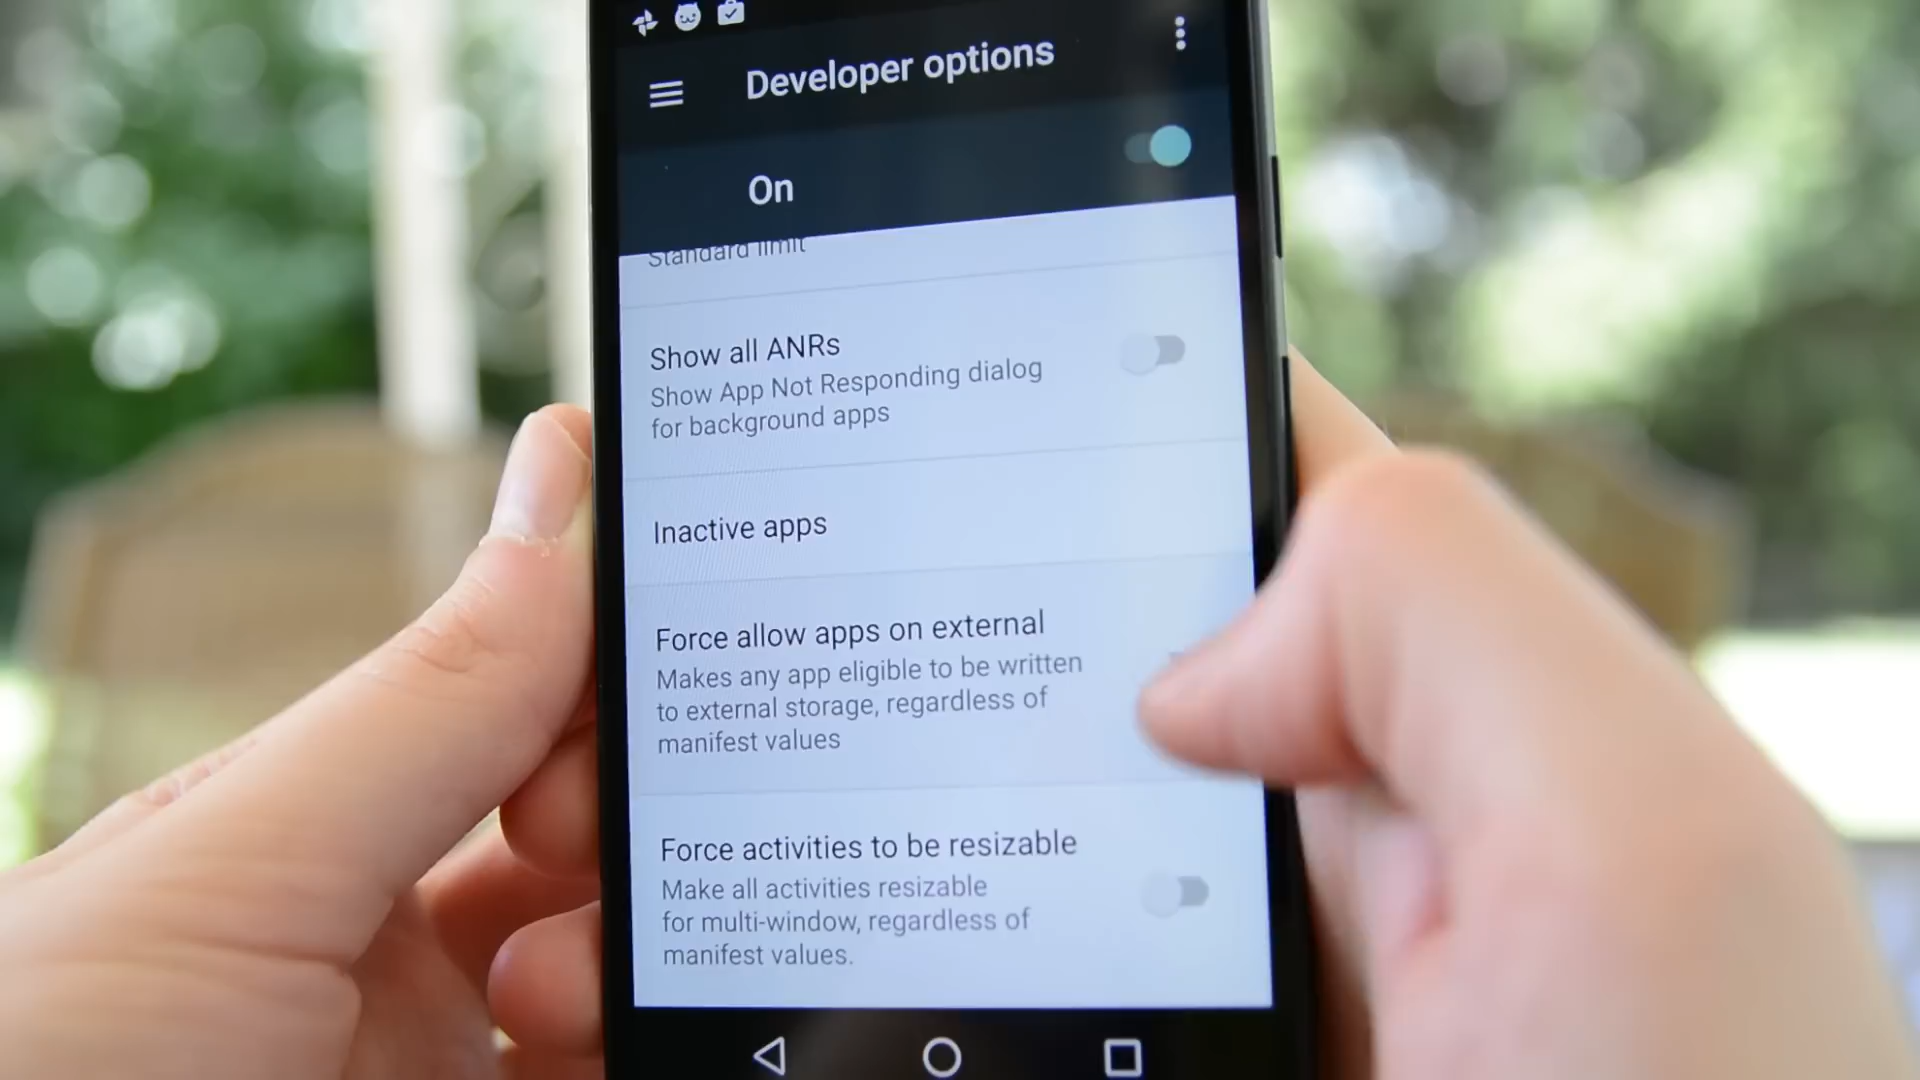 Developer options
On
Standard limit
Show all ANRs
Show App Not Responding dialog
for background apps
Inactive apps
Force allow apps on external
Makes any app eligible to be written
to external storage, regardless of
manifest values
Force activities to be resizable
Make all activities resizable
for multi-window, regardless of
manifest values.